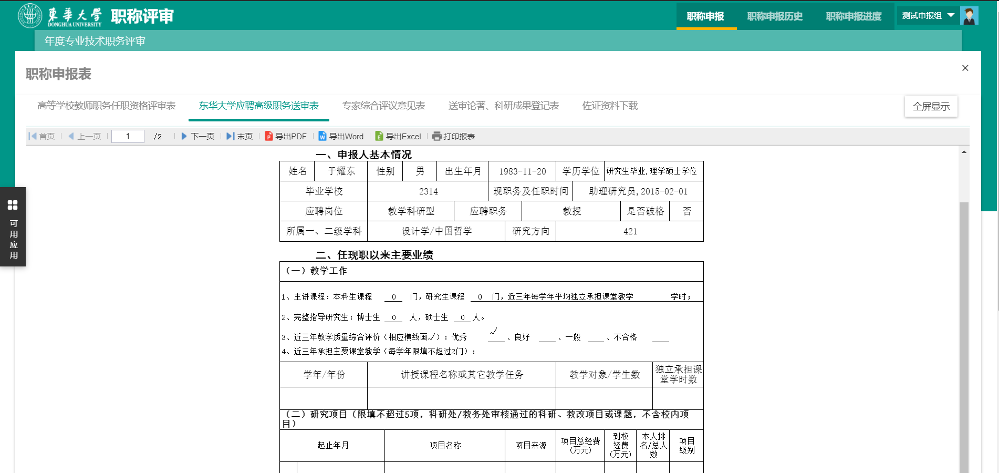 東華大學
DONGHUA UNIVERSITY
职称评审
职称申报
职称申报历史
职称申报进度
测试申报组
年度专业技术职务评审
职称申报表
×
高等学校教师职务任职资格评审表
东华大学应聘高级职务送审表
专家综合评议意见表
送审论著、科研成果登记表
佐证资料下载
全屏显示
首页
上一页
1
/2
下一页
末页
导出PDF
导出Word
导出Excel
打印报表
可用应用
一、申报人基本情况
姓名 于耀东 性别 男 出生年月 1983-11-20 学历学位 研究生毕业,理学硕士学位
毕业学校 2314 现职务及任职时间 助理研究员,2015-02-01
应聘岗位 教学科研型 应聘职务 教授 是否破格 否
所属一、二级学科 设计学/中国哲学 研究方向 421
二、任现职以来主要业绩
（一）教学工作
1、主讲课程：本科生课程 0 门，研究生课程 0 门，近三年每学年平均独立承担课堂教学 学时；
2、完整指导研究生：博士生 0 人，硕士生 0 人。
3、近三年教学质量综合评价（相应横线画√）：优秀 √ 、良好 、一般 、不合格
4、近三年承担主要课堂教学（每学年限填不超过2门）：
学年/年份 讲授课程名称或其它教学任务 教学对象/学生数 独立承担课
堂学时数
（二）研究项目（限填不超过5项，科研处/教务处审核通过的科研、教改项目或课题，不含校内项
目）
起止年月
项目名称
项目来源
项目总经费
(万元)
到校
经费
(万元)
本人排
名/总人
数
项目
级别